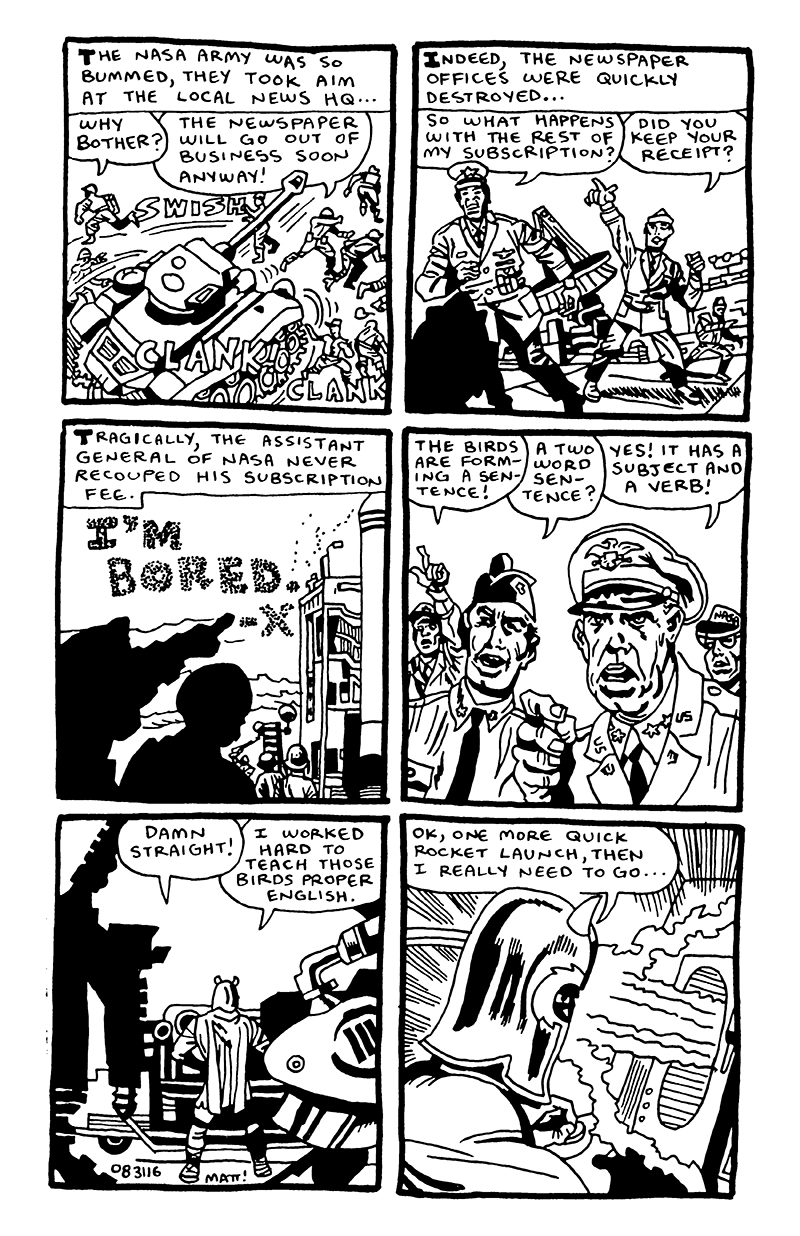 THE NASA ARMY WAS SO
BUMMED, THEY TOOK AIM
AT THE LOCAL NEWS HQ...
WHY
BOTHER?
THE NEWSPAPER
WILL GO OUT OF
BUSINESS SOON
ANYWAY!
SWISH
CLANK
CLANK
INDEED, THE NEWSPAPER
OFFICES WERE QUICKLY
DESTROYED...
SO WHAT HAPPENS
WITH THE REST OF
MY SUBSCRIPTION?
DID YOU
KEEP YOUR
RECEIPT?
TRAGICALLY, THE ASSISTANT
GENERAL OF NASA NEVER
RECOUPED HIS SUBSCRIPTION
FEE.
I'M
BORED.
-X
THE BIRDS
ARE FORM-
ING A SEN-
TENCE!
A TWO
WORD
SEN-
TENCE?
YES! IT HAS A
SUBJECT AND
A VERB!
NASA
US
US
DAMN
STRAIGHT!
I WORKED
HARD TO
TEACH THOSE
BIRDS PROPER
ENGLISH.
083116
MATT!
OK, ONE MORE QUICK
ROCKET LAUNCH, THEN
I REALLY NEED TO GO...